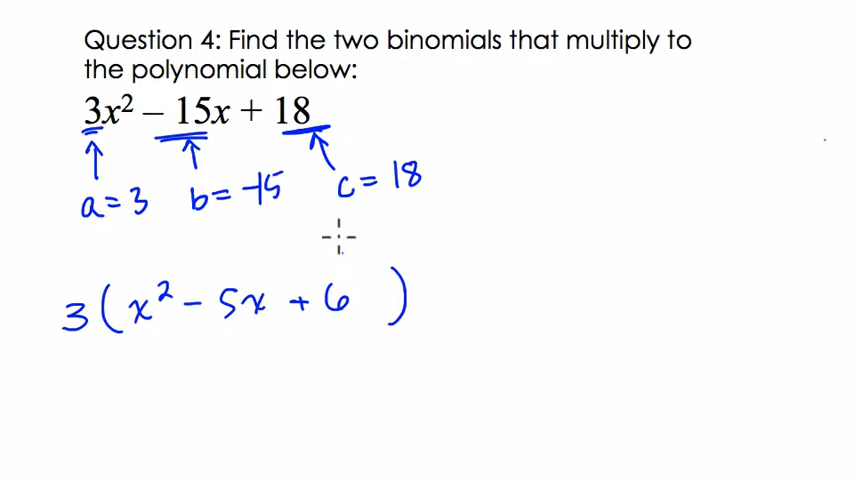 Question 4: Find the two binomials that multiply to
the polynomial below:
3x² – 15x + 18
a = 3 b = -15 c = 18
3 ( x² - 5x + 6 )